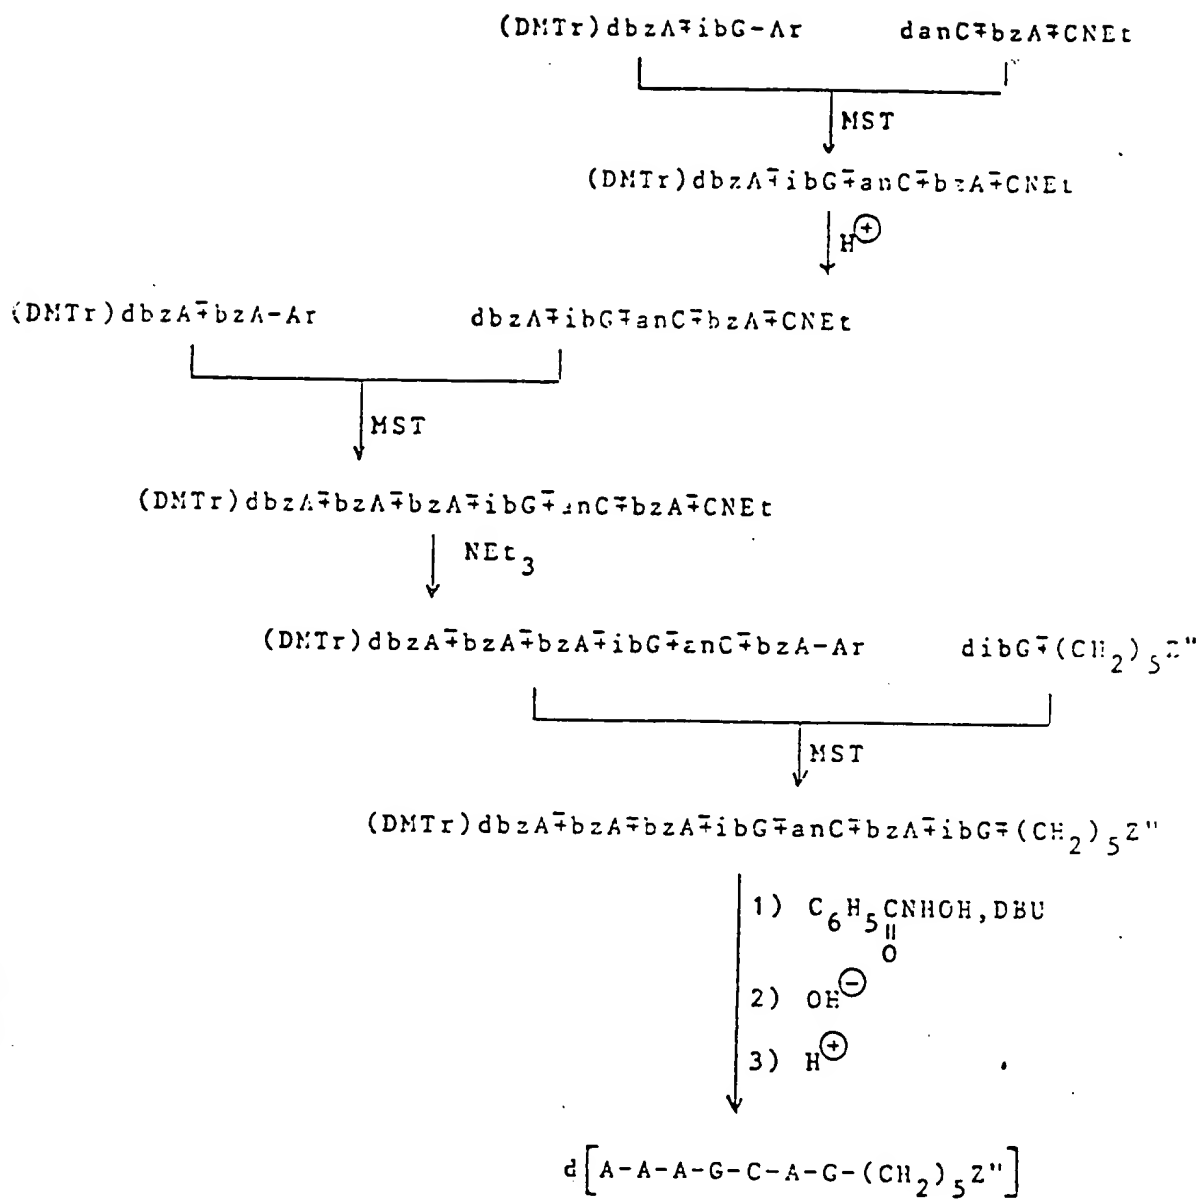 (DMTr)dbzA∓ibG-Ar danC∓bzA∓CNEt
MST
(DMTr)dbzA∓ibG∓anC∓bzA∓CNEt
H⊕
(DMTr)dbzA∓bzA-Ar dbzA∓ibG∓anC∓bzA∓CNEt
MST
(DMTr)dbzA∓bzA∓bzA∓ibG∓anC∓bzA∓CNEt
NEt3
(DMTr)dbzA∓bzA∓bzA∓ibG∓anC∓bzA-Ar dibG∓(CH2)5Z"
MST
(DMTr)dbzA∓bzA∓bzA∓ibG∓anC∓bzA∓ibG∓(CH2)5Z"
1) C6H5CNHOH,DBU
O
2) OH⊖
3) H⊕
d[A-A-A-G-C-A-G-(CH2)5Z"]